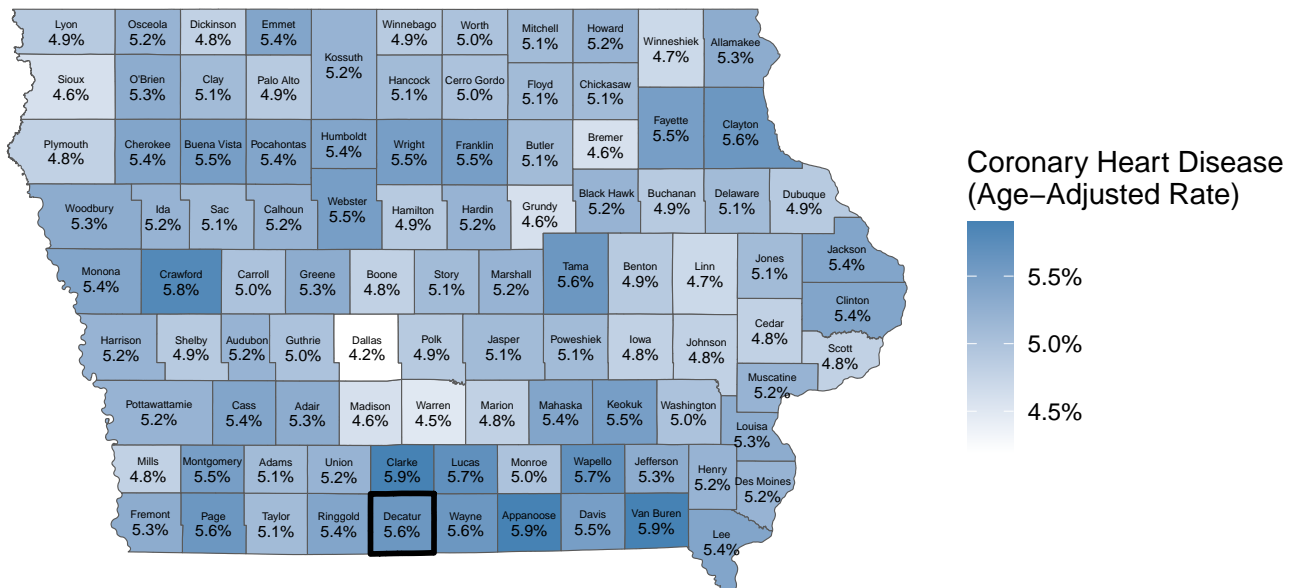 Lyon
4.9%
Osceola
5.2%
Dickinson
4.8%
Emmet
5.4%
Kossuth
5.2%
Winnebago
4.9%
Worth
5.0%
Mitchell
5.1%
Howard
5.2%
Winneshiek
4.7%
Allamakee
5.3%
Sioux
4.6%
O'Brien
5.3%
Clay
5.1%
Palo Alto
4.9%
Hancock
5.1%
Cerro Gordo
5.0%
Floyd
5.1%
Chickasaw
5.1%
Fayette
5.5%
Clayton
5.6%
Plymouth
4.8%
Cherokee
5.4%
Buena Vista
5.5%
Pocahontas
5.4%
Humboldt
5.4%
Wright
5.5%
Franklin
5.5%
Butler
5.1%
Bremer
4.6%
Woodbury
5.3%
Ida
5.2%
Sac
5.1%
Calhoun
5.2%
Webster
5.5%
Hamilton
4.9%
Hardin
5.2%
Grundy
4.6%
Black Hawk
5.2%
Buchanan
4.9%
Delaware
5.1%
Dubuque
4.9%
Monona
5.4%
Crawford
5.8%
Carroll
5.0%
Greene
5.3%
Boone
4.8%
Story
5.1%
Marshall
5.2%
Tama
5.6%
Benton
4.9%
Linn
4.7%
Jones
5.1%
Jackson
5.4%
Clinton
5.4%
Harrison
5.2%
Shelby
4.9%
Audubon
5.2%
Guthrie
5.0%
Dallas
4.2%
Polk
4.9%
Jasper
5.1%
Poweshiek
5.1%
Iowa
4.8%
Johnson
4.8%
Cedar
4.8%
Scott
4.8%
Muscatine
5.2%
Pottawattamie
5.2%
Cass
5.4%
Adair
5.3%
Madison
4.6%
Warren
4.5%
Marion
4.8%
Mahaska
5.4%
Keokuk
5.5%
Washington
5.0%
Louisa
5.3%
Mills
4.8%
Montgomery
5.5%
Adams
5.1%
Union
5.2%
Clarke
5.9%
Lucas
5.7%
Monroe
5.0%
Wapello
5.7%
Jefferson
5.3%
Henry
5.2%
Des Moines
5.2%
Fremont
5.3%
Page
5.6%
Taylor
5.1%
Ringgold
5.4%
Decatur
5.6%
Wayne
5.6%
Appanoose
5.9%
Davis
5.5%
Van Buren
5.9%
Lee
5.4%
Coronary Heart Disease
(Age−Adjusted Rate)
5.5%
5.0%
4.5%